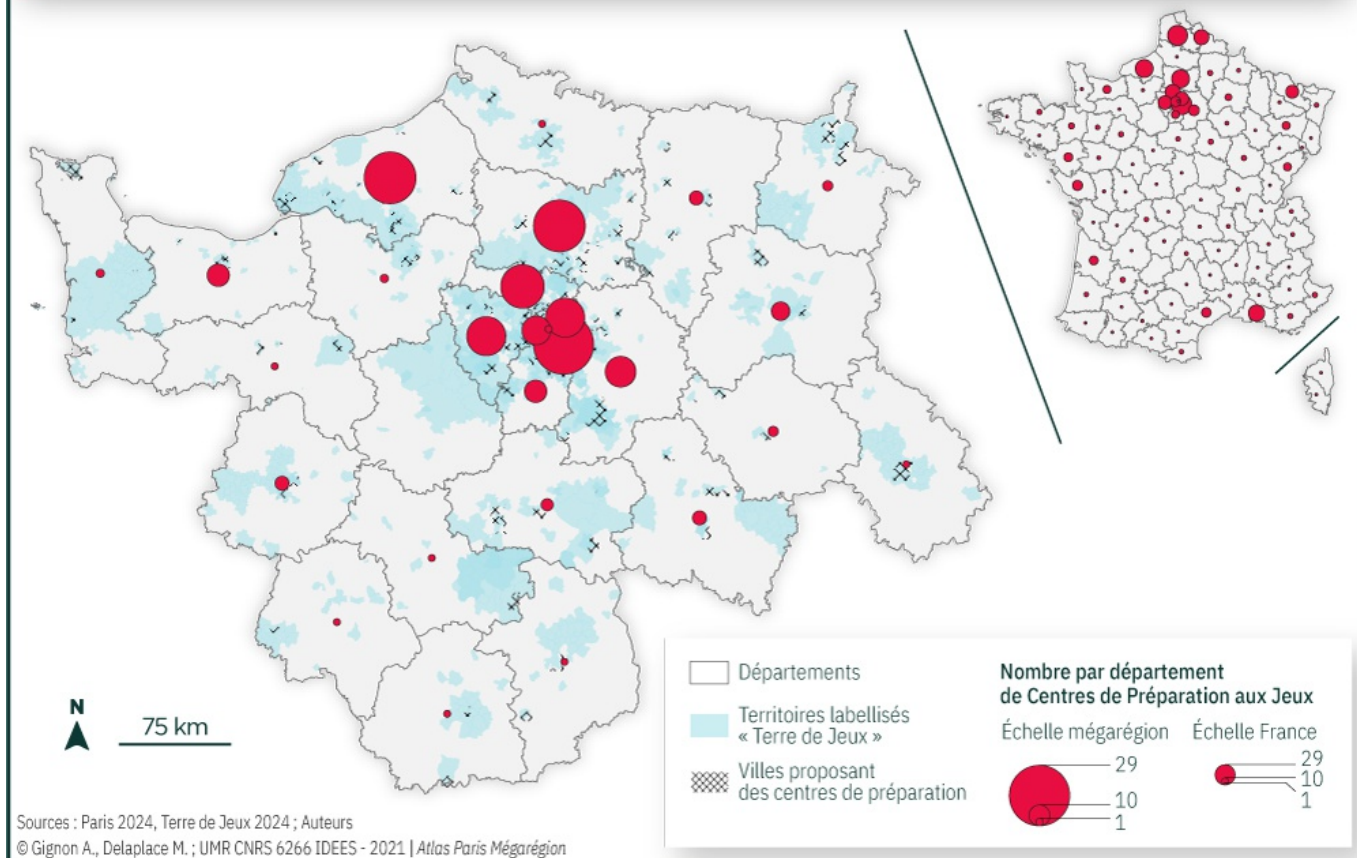 N
75 km
Départements
Territoires labellisés
« Terre de Jeux »
Villes proposant
des centres de préparation
Nombre par département
de Centres de Préparation aux Jeux
Échelle mégarégion
29
10
1
Échelle France
29
10
1
Sources : Paris 2024, Terre de Jeux 2024 ; Auteurs
© Gignon A., Delaplace M. ; UMR CNRS 6266 IDEES - 2021 | Atlas Paris Mégarégion